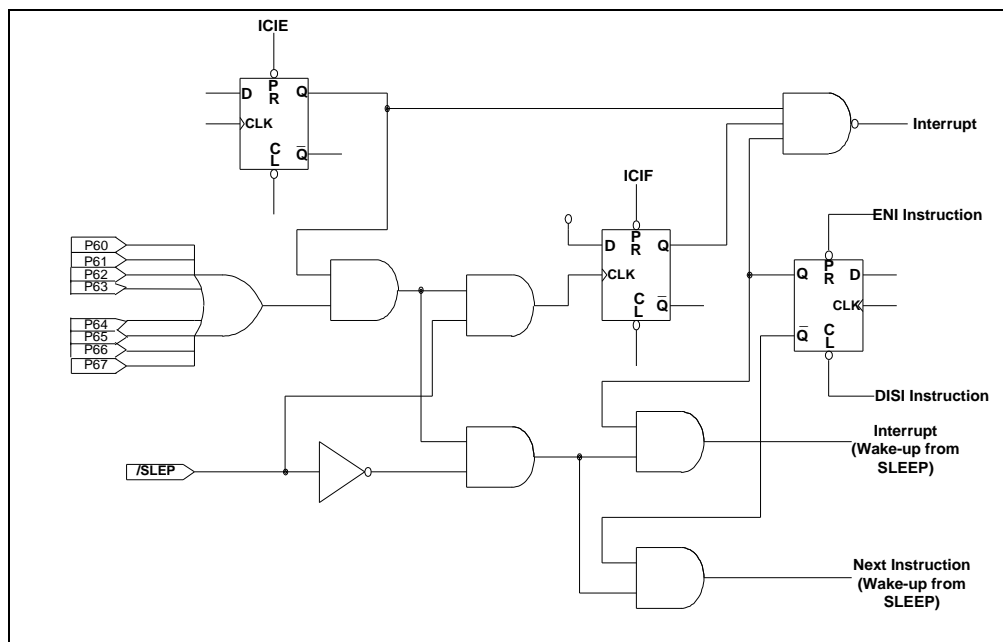 ICIE
D
P
R
Q
CLK
C
L
Q̅
Interrupt
ICIF
D
P
R
Q
CLK
C
L
Q̅
ENI Instruction
Q
P
R
D
CLK
Q̅
C
L
DISI Instruction
P60
P61
P62
P63
P64
P65
P66
P67
/SLEP
Interrupt
(Wake-up from
SLEEP)
Next Instruction
(Wake-up from
SLEEP)